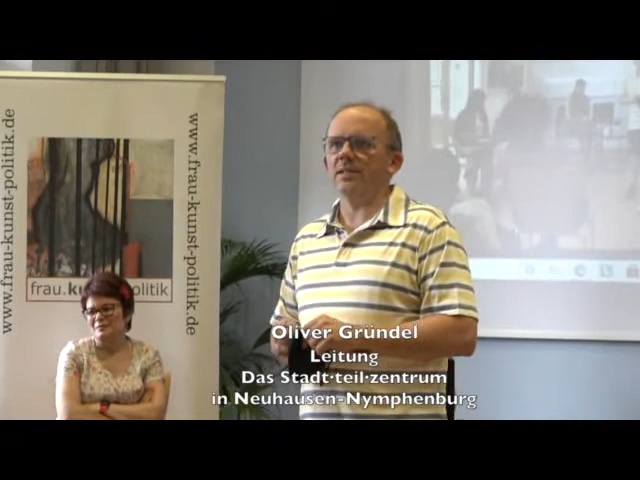 www.frau-kunst-politik.de
www.frau-kunst-politik.de
frau.kunst.politik
Oliver Gründel
Leitung
Das Stadt·teil·zentrum
in Neuhausen-Nymphenburg